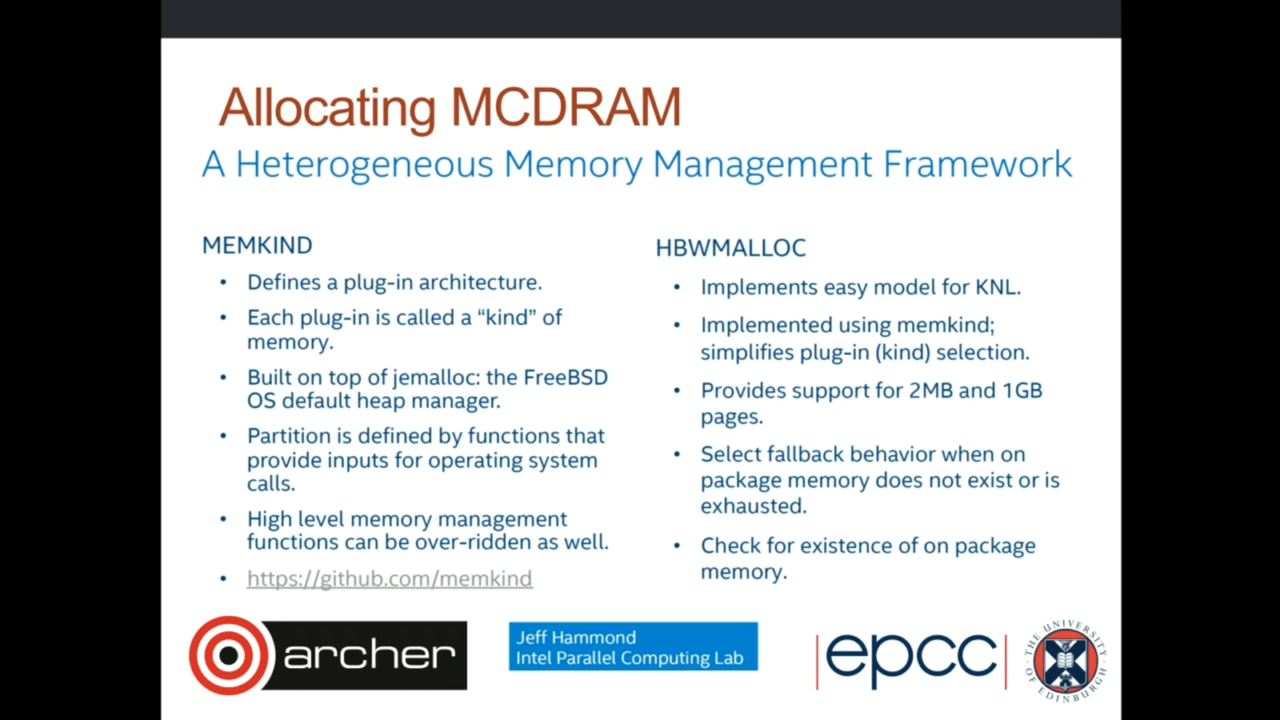 Allocating MCDRAM
A Heterogeneous Memory Management Framework
MEMKIND
• Defines a plug-in architecture.
• Each plug-in is called a “kind” of
memory.
• Built on top of jemalloc: the FreeBSD
OS default heap manager.
• Partition is defined by functions that
provide inputs for operating system
calls.
• High level memory management
functions can be over-ridden as well.
• https://github.com/memkind
HBWMALLOC
• Implements easy model for KNL.
• Implemented using memkind;
simplifies plug-in (kind) selection.
• Provides support for 2MB and 1GB
pages.
• Select fallback behavior when on
package memory does not exist or is
exhausted.
• Check for existence of on package
memory.
archer
Jeff Hammond
Intel Parallel Computing Lab
epcc
THE UNIVERSITY
OF EDINBURGH